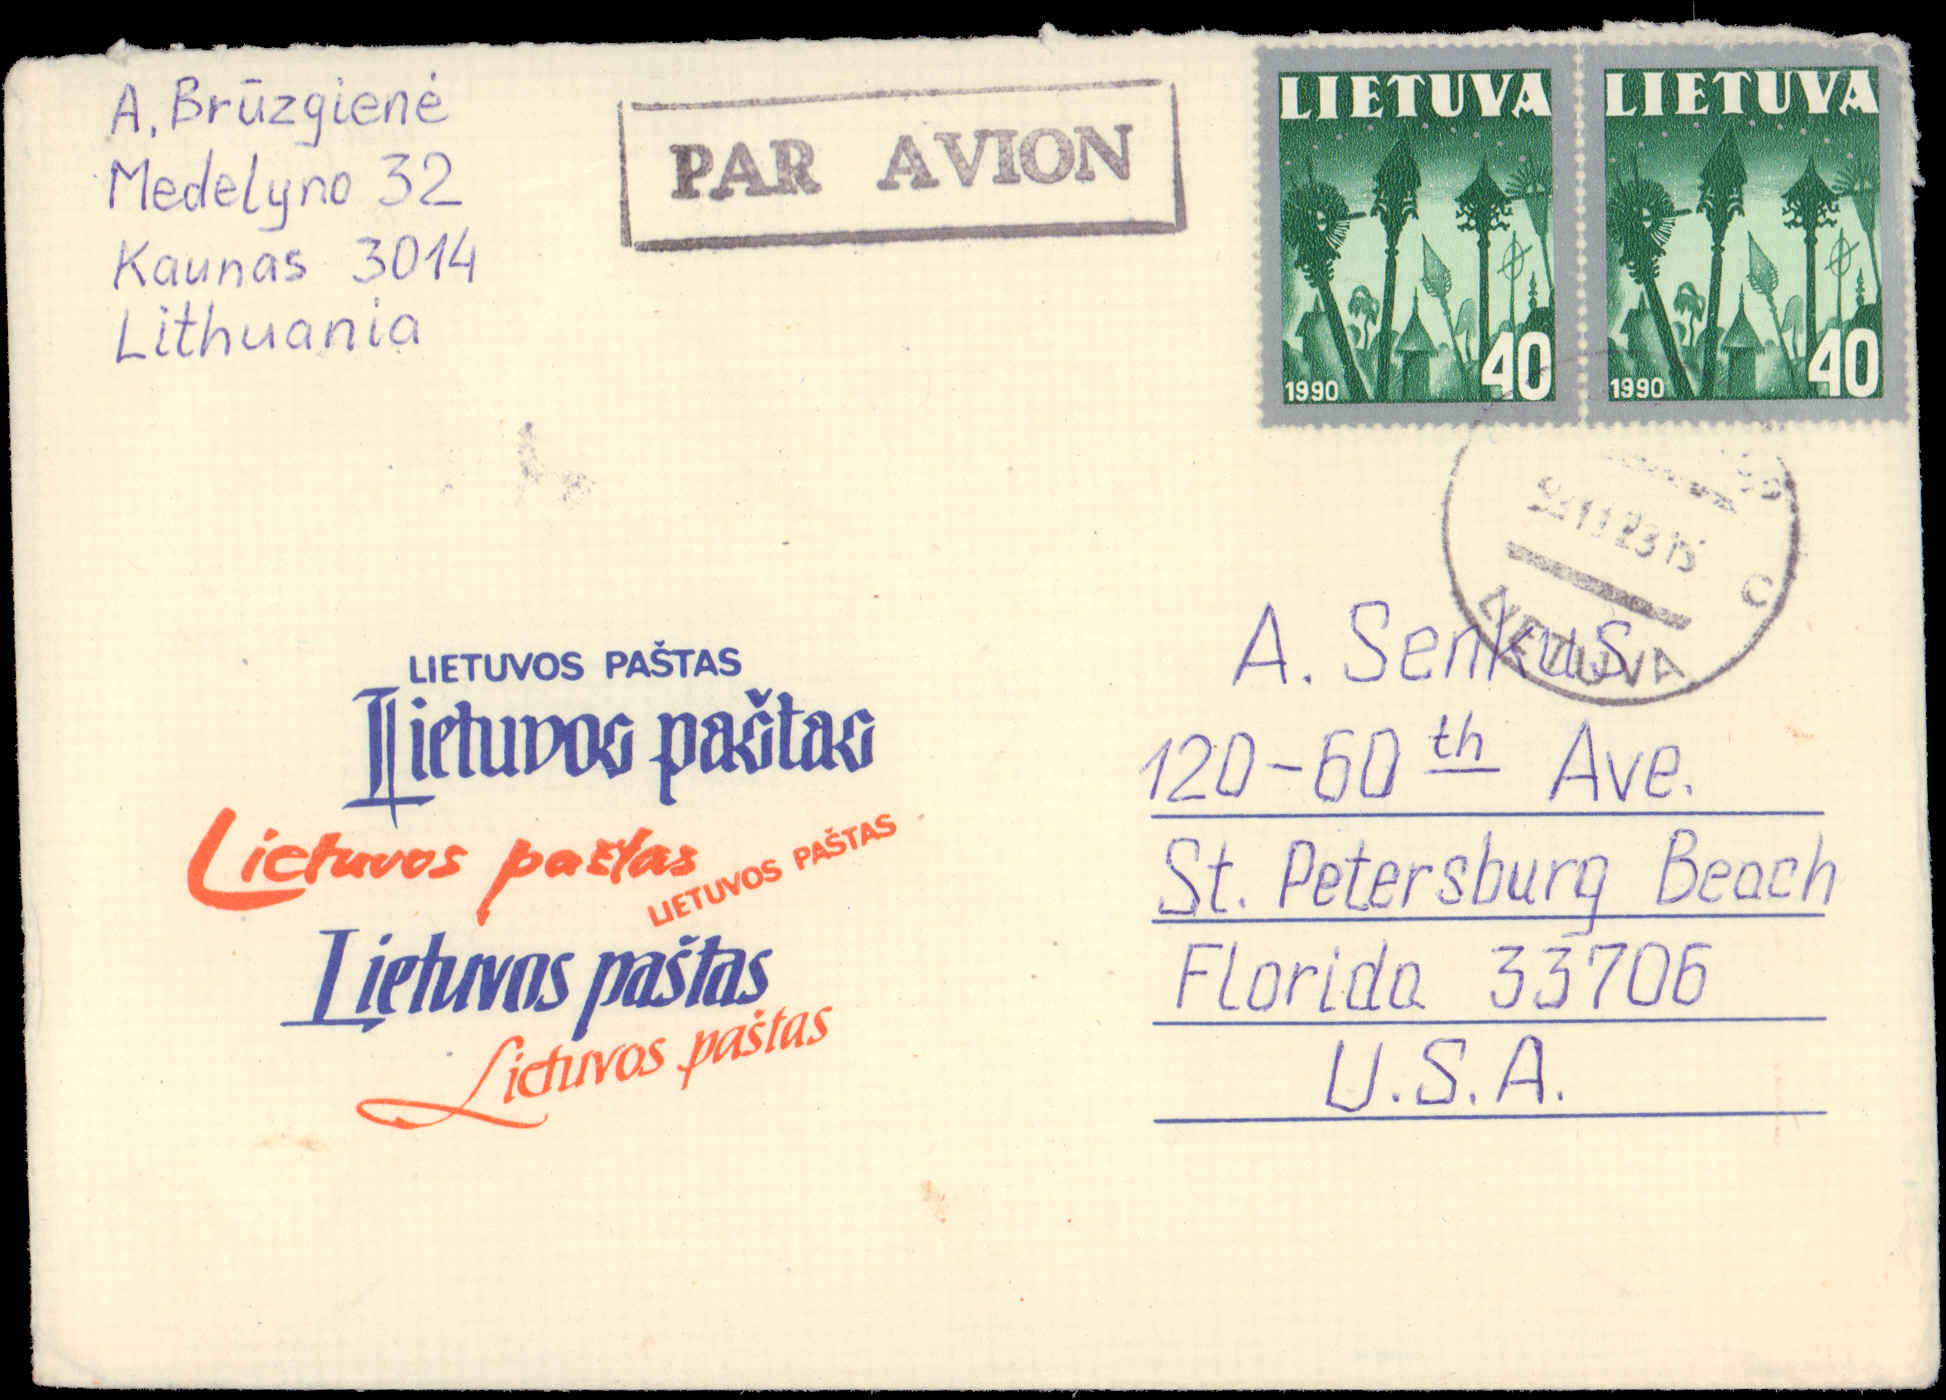 A. Brūzgienė
Medelyno 32
Kaunas 3014
Lithuania
PAR AVION
LIETUVA
1990
40
LIETUVA
1990
40
LIETUVA
C
LIETUVOS PAŠTAS
Lietuvos paštas
Lietuvos paštas
LIETUVOS PAŠTAS
Lietuvos paštas
Lietuvos paštas
A. Senkus
120-60th Ave.
St. Petersburg Beach
Florida 33706
U.S.A.